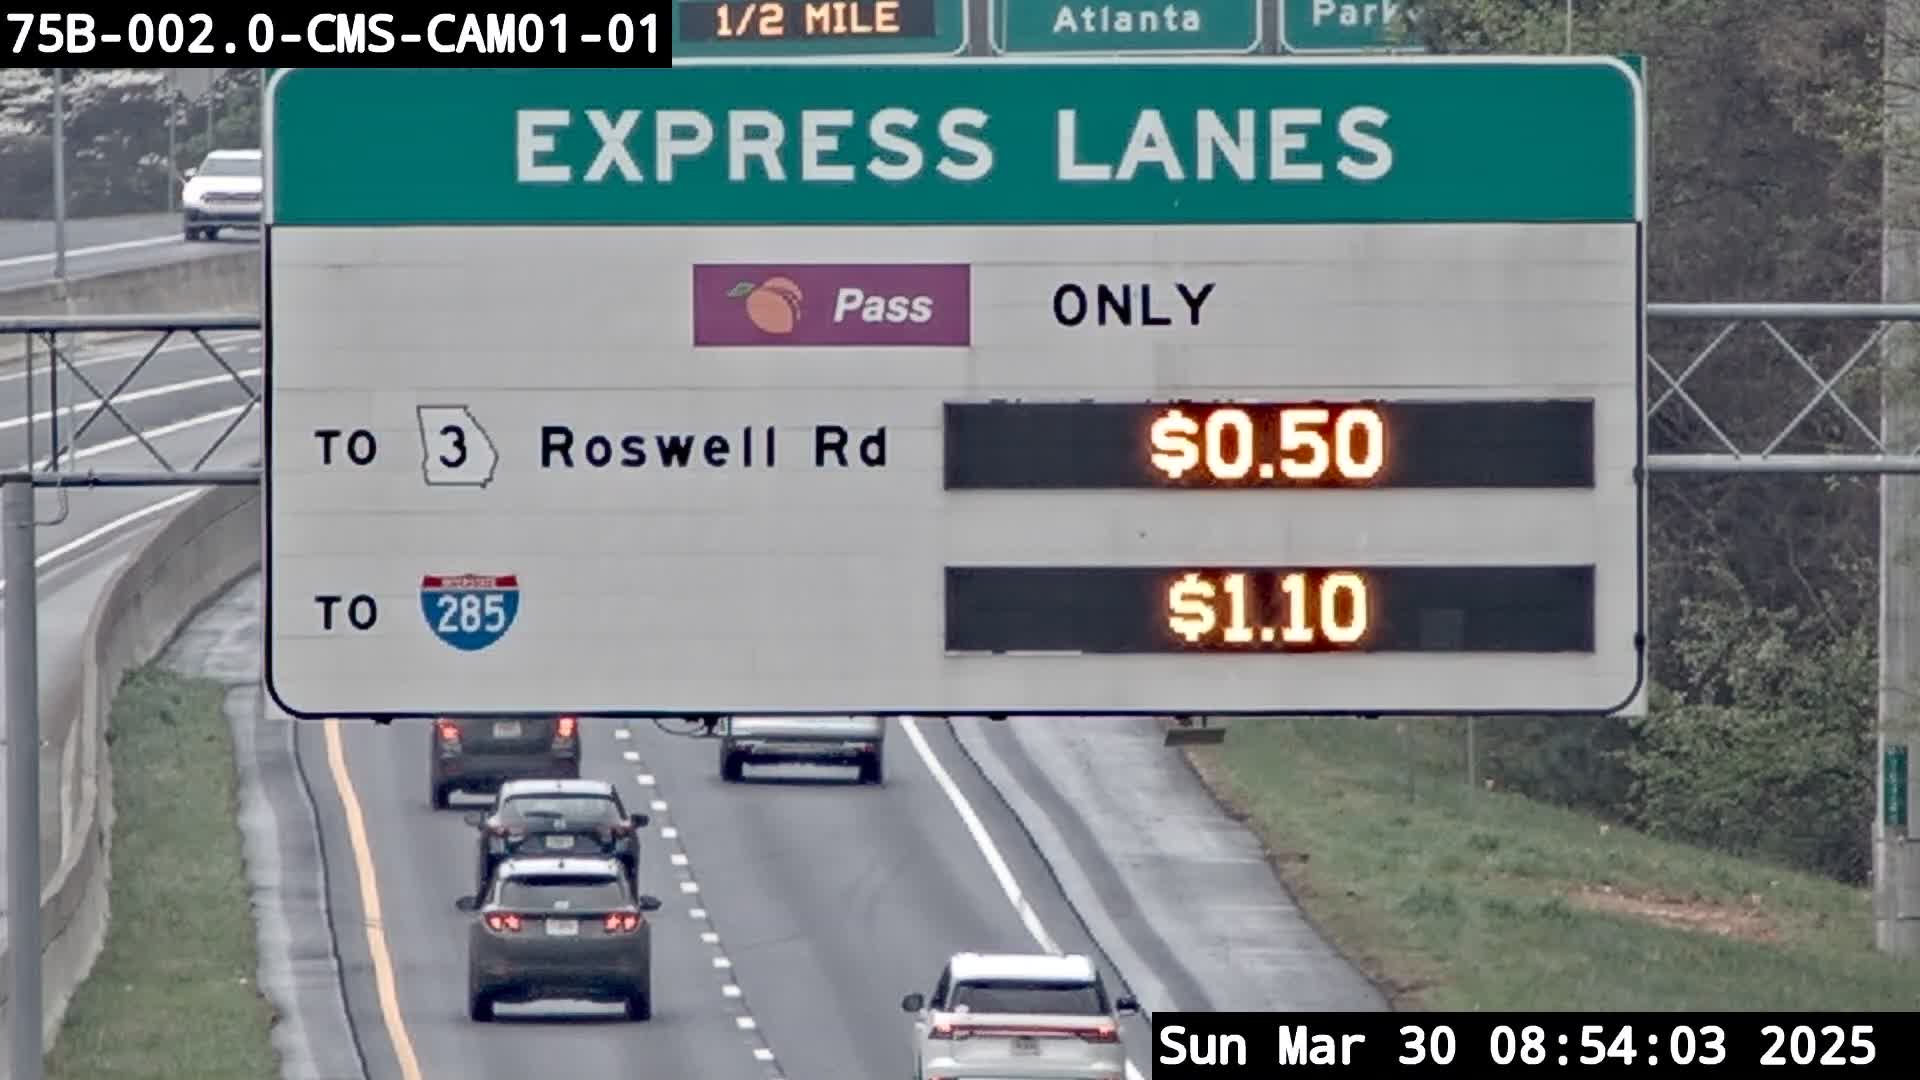 75B-002.0-CMS-CAM01-01
1/2 MILE
Atlanta
EXPRESS LANES
Pass ONLY
TO 3 Roswell Rd $0.50
TO INTERSTATE 285 $1.10
Sun Mar 30 08:54:03 2025